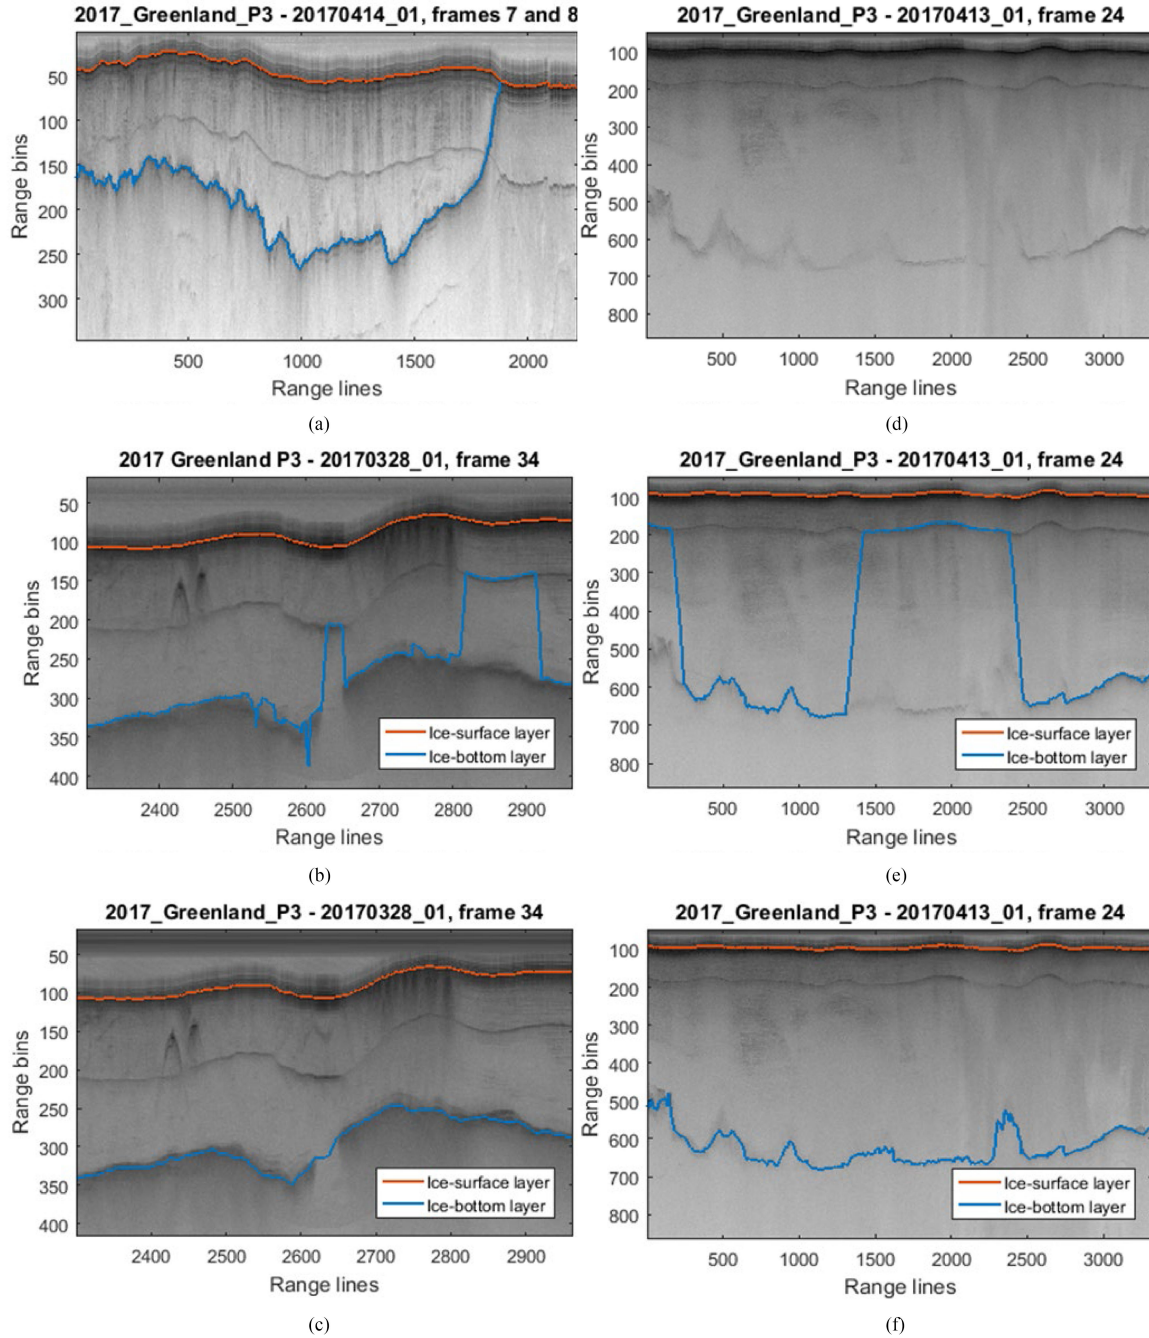 2017_Greenland_P3 - 20170414_01, frames 7 and 8
50
100
150
200
250
300
Range bins
500
1000
1500
2000
Range lines
(a)
2017_Greenland_P3 - 20170413_01, frame 24
100
200
300
400
500
600
700
800
Range bins
500
1000
1500
2000
2500
3000
Range lines
(d)
2017 Greenland P3 - 20170328_01, frame 34
50
100
150
200
250
300
350
400
Range bins
Ice-surface layer
Ice-bottom layer
2400
2500
2600
2700
2800
2900
Range lines
(b)
2017_Greenland_P3 - 20170413_01, frame 24
100
200
300
400
500
600
700
800
Range bins
Ice-surface layer
Ice-bottom layer
500
1000
1500
2000
2500
3000
Range lines
(e)
2017_Greenland_P3 - 20170328_01, frame 34
50
100
150
200
250
300
350
400
Range bins
Ice-surface layer
Ice-bottom layer
2400
2500
2600
2700
2800
2900
Range lines
(c)
2017_Greenland_P3 - 20170413_01, frame 24
100
200
300
400
500
600
700
800
Range bins
Ice-surface layer
Ice-bottom layer
500
1000
1500
2000
2500
3000
Range lines
(f)